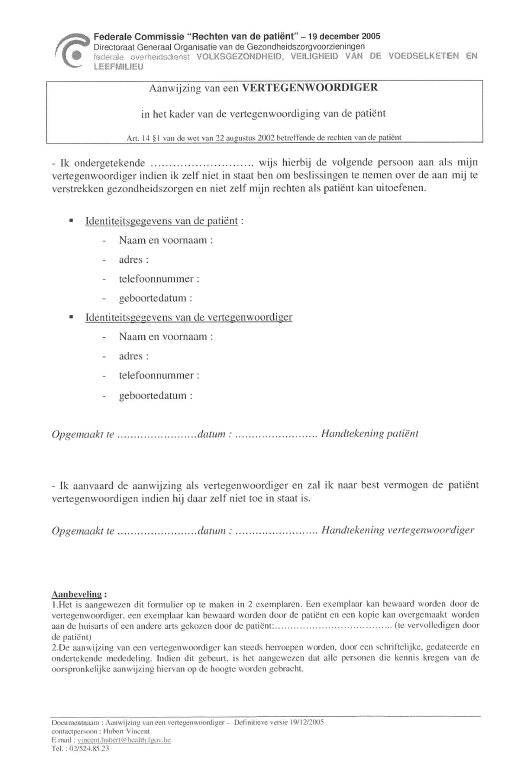 Federale Commissie "Rechten van de patiënt" – 19 december 2005
Directoraat Generaal Organisatie van de Gezondheidszorgvoorzieningen
federale overheidsdienst VOLKSGEZONDHEID, VEILIGHEID VAN DE VOEDSELKETEN EN
LEEFMILIEU
Aanwijzing van een VERTEGENWOORDIGER
in het kader van de vertegenwoordiging van de patiënt
Art. 14 §1 van de wet van 22 augustus 2002 betreffende de rechten van de patiënt
- Ik ondergetekende ............................ wijs hierbij de volgende persoon aan als mijn
vertegenwoordiger indien ik zelf niet in staat ben om beslissingen te nemen over de aan mij te
verstrekken gezondheidszorgen en niet zelf mijn rechten als patiënt kan uitoefenen.
▪ Identiteitsgegevens van de patiënt :
- Naam en voornaam :
- adres :
- telefoonnummer :
- geboortedatum :
▪ Identiteitsgegevens van de vertegenwoordiger
- Naam en voornaam :
- adres :
- telefoonnummer :
- geboortedatum :
Opgemaakt te ........................datum : ......................... Handtekening patiënt
- Ik aanvaard de aanwijzing als vertegenwoordiger en zal ik naar best vermogen de patiënt
vertegenwoordigen indien hij daar zelf niet toe in staat is.
Opgemaakt te ........................datum : ......................... Handtekening vertegenwoordiger
Aanbeveling :
1.Het is aangewezen dit formulier op te maken in 2 exemplaren. Een exemplaar kan bewaard worden door de
vertegenwoordiger, een exemplaar kan bewaard worden door de patiënt en een kopie kan overgemaakt worden
aan de huisarts of een andere arts gekozen door de patiënt:................................... (te vervolledigen door
de patiënt)
2.De aanwijzing van een vertegenwoordiger kan steeds herroepen worden, door een schriftelijke, gedateerde en
ondertekende mededeling. Indien dit gebeurt, is het aangewezen dat alle personen die kennis kregen van de
oorspronkelijke aanwijzing hiervan op de hoogte worden gebracht.
Documentnaam : Aanwijzing van een vertegenwoordiger – Definitieve versie 19/12/2005
contactpersoon : Hubert Vincent
E.mail : vincent.hubert@health.fgov.be
Tel. : 02/524.85.23